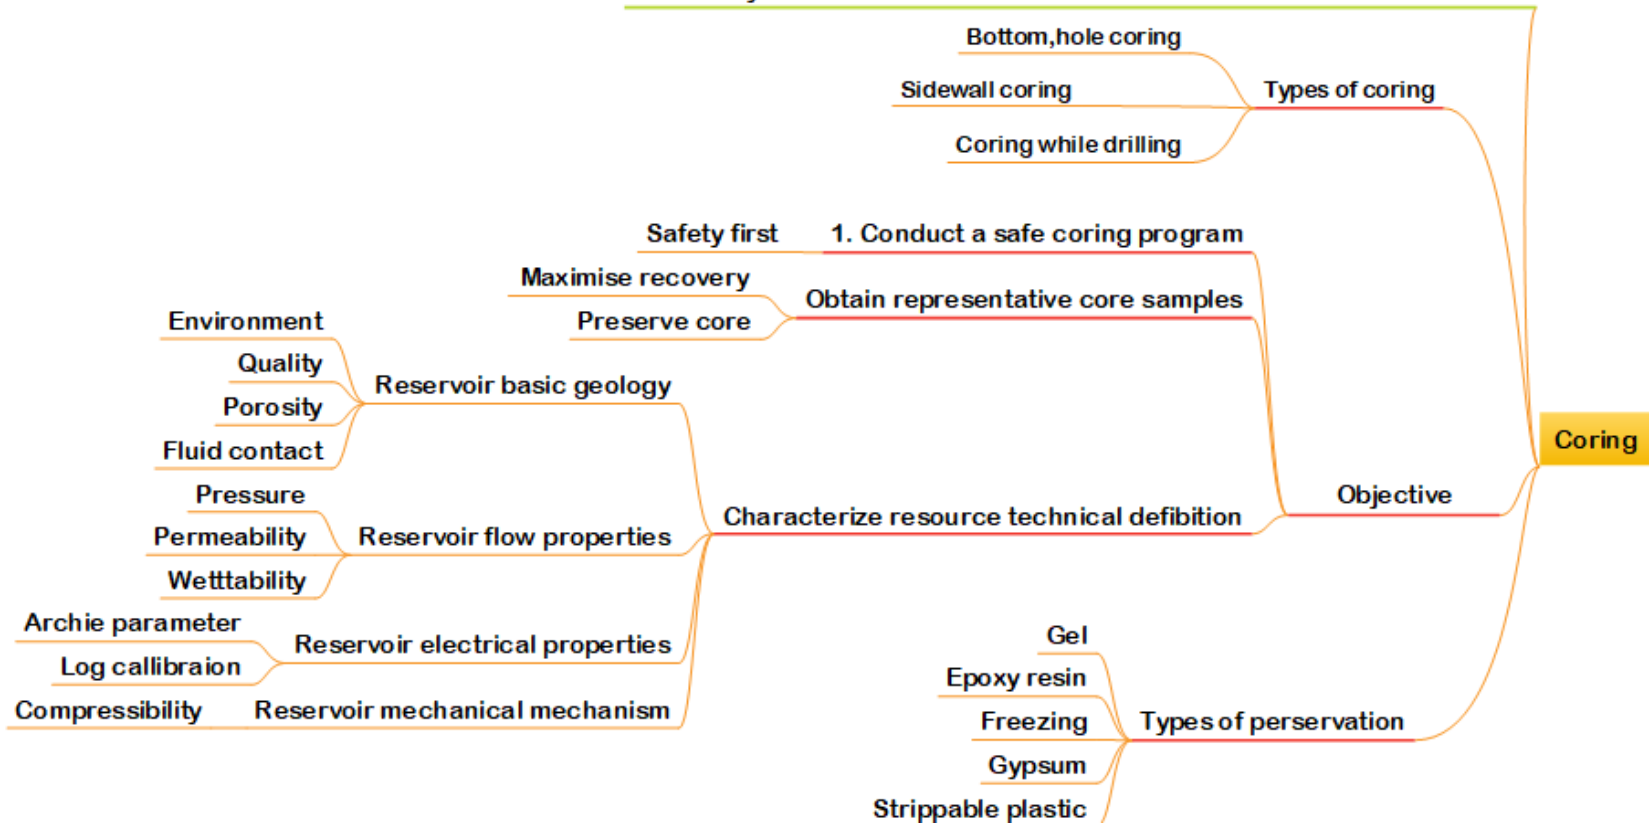 Bottom,hole coring
Sidewall coring
Types of coring
Coring while drilling
Safety first
1. Conduct a safe coring program
Maximise recovery
Obtain representative core samples
Preserve core
Environment
Quality
Reservoir basic geology
Porosity
Fluid contact
Coring
Pressure
Objective
Characterize resource technical defibition
Permeability
Reservoir flow properties
Wetttability
Archie parameter
Reservoir electrical properties
Log callibraion
Compressibility
Reservoir mechanical mechanism
Gel
Epoxy resin
Freezing
Types of perservation
Gypsum
Strippable plastic